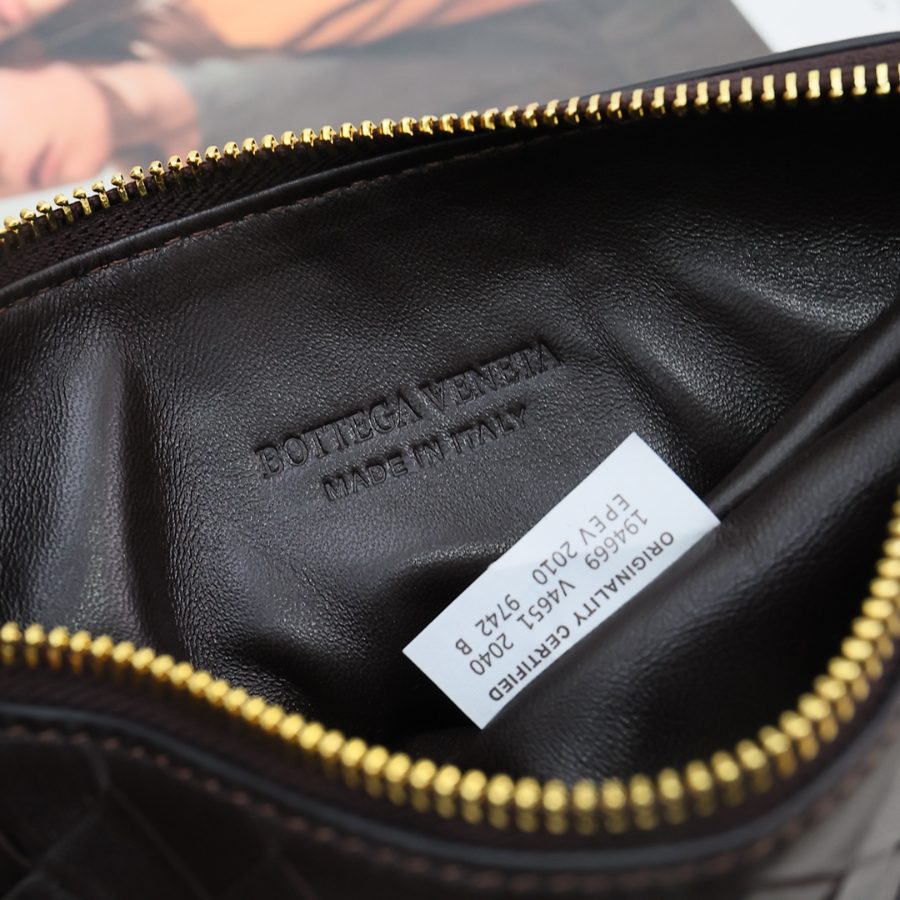 BOTTEGA VENETA
MADE IN ITALY
ORIGINALITY CERTIFIED
194669 V4651 2040
EPEV 2010 9742 B